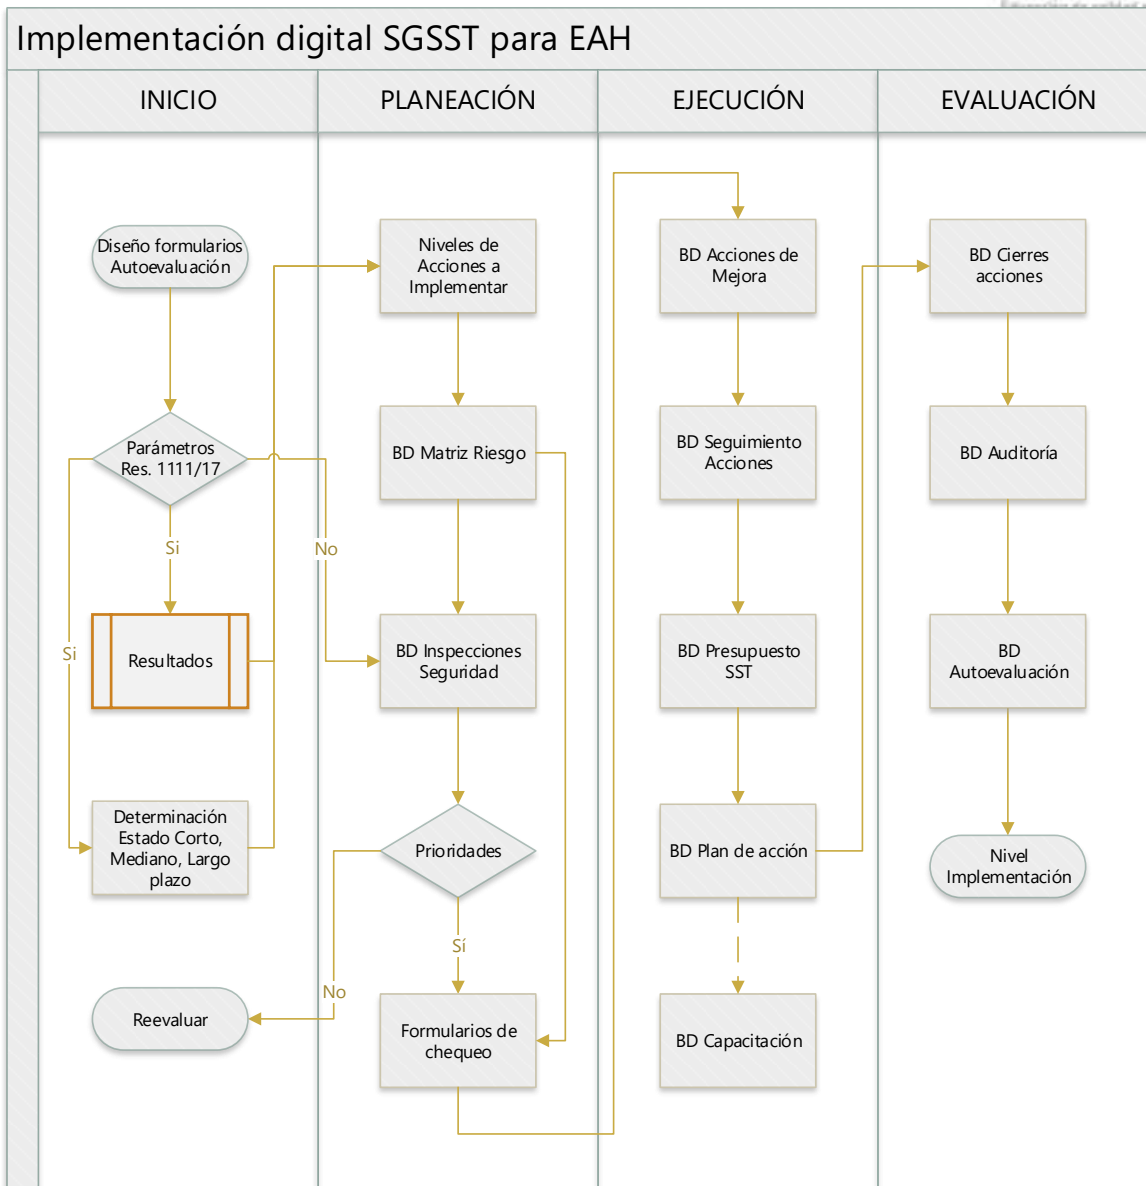 Implementación digital SGSST para EAH
INICIO
PLANEACIÓN
EJECUCIÓN
EVALUACIÓN
Diseño formularios
Autoevaluación
Parámetros
Res. 1111/17
Si
Si
No
Resultados
Determinación
Estado Corto,
Mediano, Largo
plazo
Reevaluar
Niveles de
Acciones a
Implementar
BD Matriz Riesgo
BD Inspecciones
Seguridad
Prioridades
Sí
No
Formularios de
chequeo
BD Acciones de
Mejora
BD Seguimiento
Acciones
BD Presupuesto
SST
BD Plan de acción
BD Capacitación
BD Cierres
acciones
BD Auditoría
BD
Autoevaluación
Nivel
Implementación